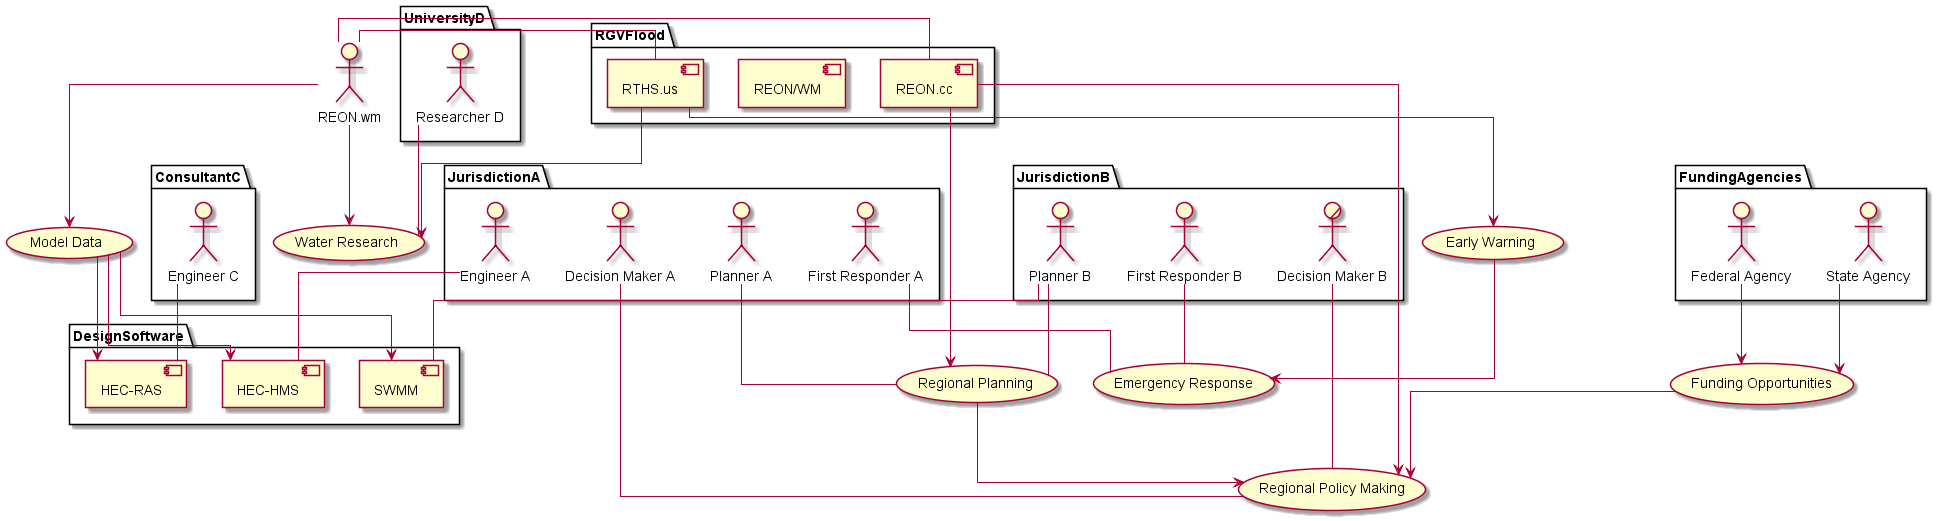 UniversityD
RGVFlood
RTHS.us
REON/WM
REON.cc
REON.wm
Researcher D
ConsultantC
JurisdictionA
JurisdictionB
FundingAgencies
Model Data
Water Research
Early Warning
Engineer C
Engineer A
Decision Maker A
Planner A
First Responder A
Planner B
First Responder B
Decision Maker B
Federal Agency
State Agency
DesignSoftware
HEC-RAS
HEC-HMS
SWMM
Regional Planning
Emergency Response
Funding Opportunities
Regional Policy Making